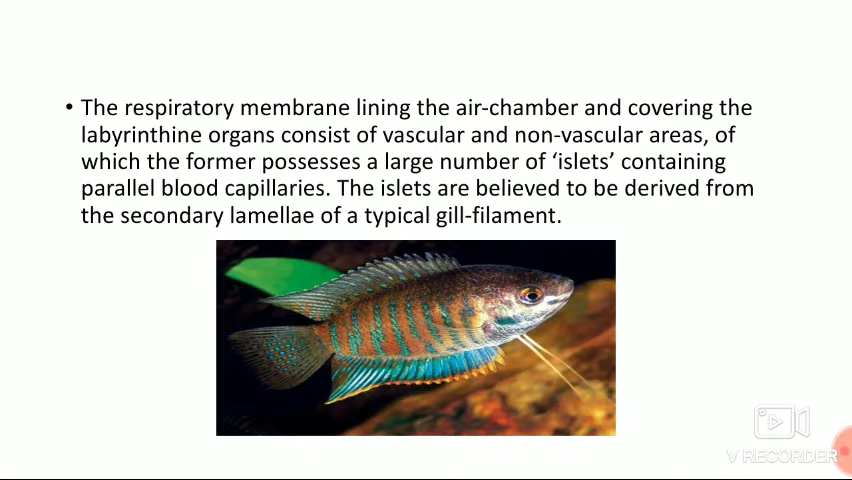 • The respiratory membrane lining the air-chamber and covering the
labyrinthine organs consist of vascular and non-vascular areas, of
which the former possesses a large number of ‘islets’ containing
parallel blood capillaries. The islets are believed to be derived from
the secondary lamellae of a typical gill-filament.
V RECORDER